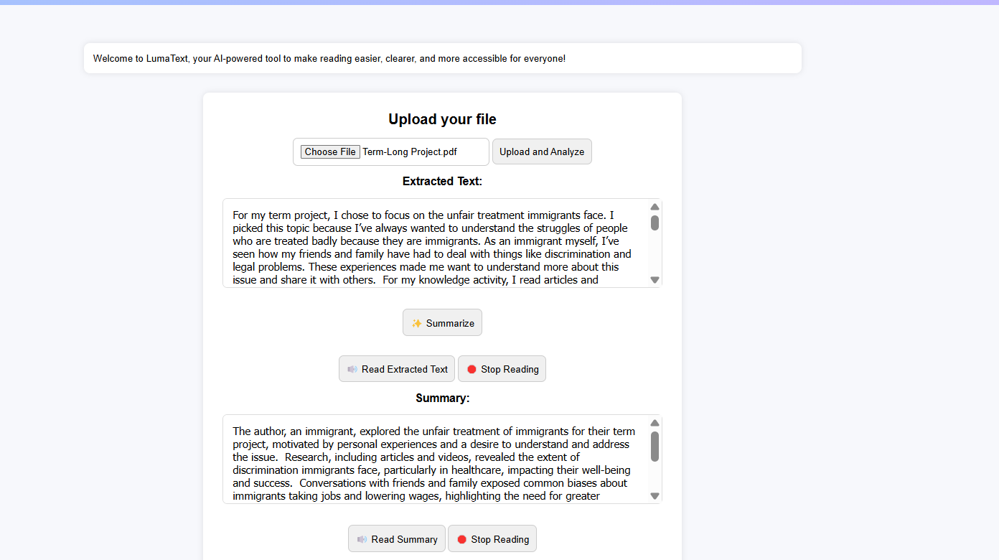 Welcome to LumaText, your AI-powered tool to make reading easier, clearer, and more accessible for everyone!
Upload your file
Choose File Term-Long Project.pdf Upload and Analyze
Extracted Text:
For my term project, I chose to focus on the unfair treatment immigrants face. I
picked this topic because I’ve always wanted to understand the struggles of people
who are treated badly because they are immigrants. As an immigrant myself, I’ve
seen how my friends and family have had to deal with things like discrimination and
legal problems. These experiences made me want to understand more about this
issue and share it with others.  For my knowledge activity, I read articles and
✨ Summarize
🔊 Read Extracted Text 🛑 Stop Reading
Summary:
The author, an immigrant, explored the unfair treatment of immigrants for their term
project, motivated by personal experiences and a desire to understand and address
the issue.  Research, including articles and videos, revealed the extent of
discrimination immigrants face, particularly in healthcare, impacting their well-being
and success.  Conversations with friends and family exposed common biases about
immigrants taking jobs and lowering wages, highlighting the need for greater
🔊 Read Summary 🛑 Stop Reading